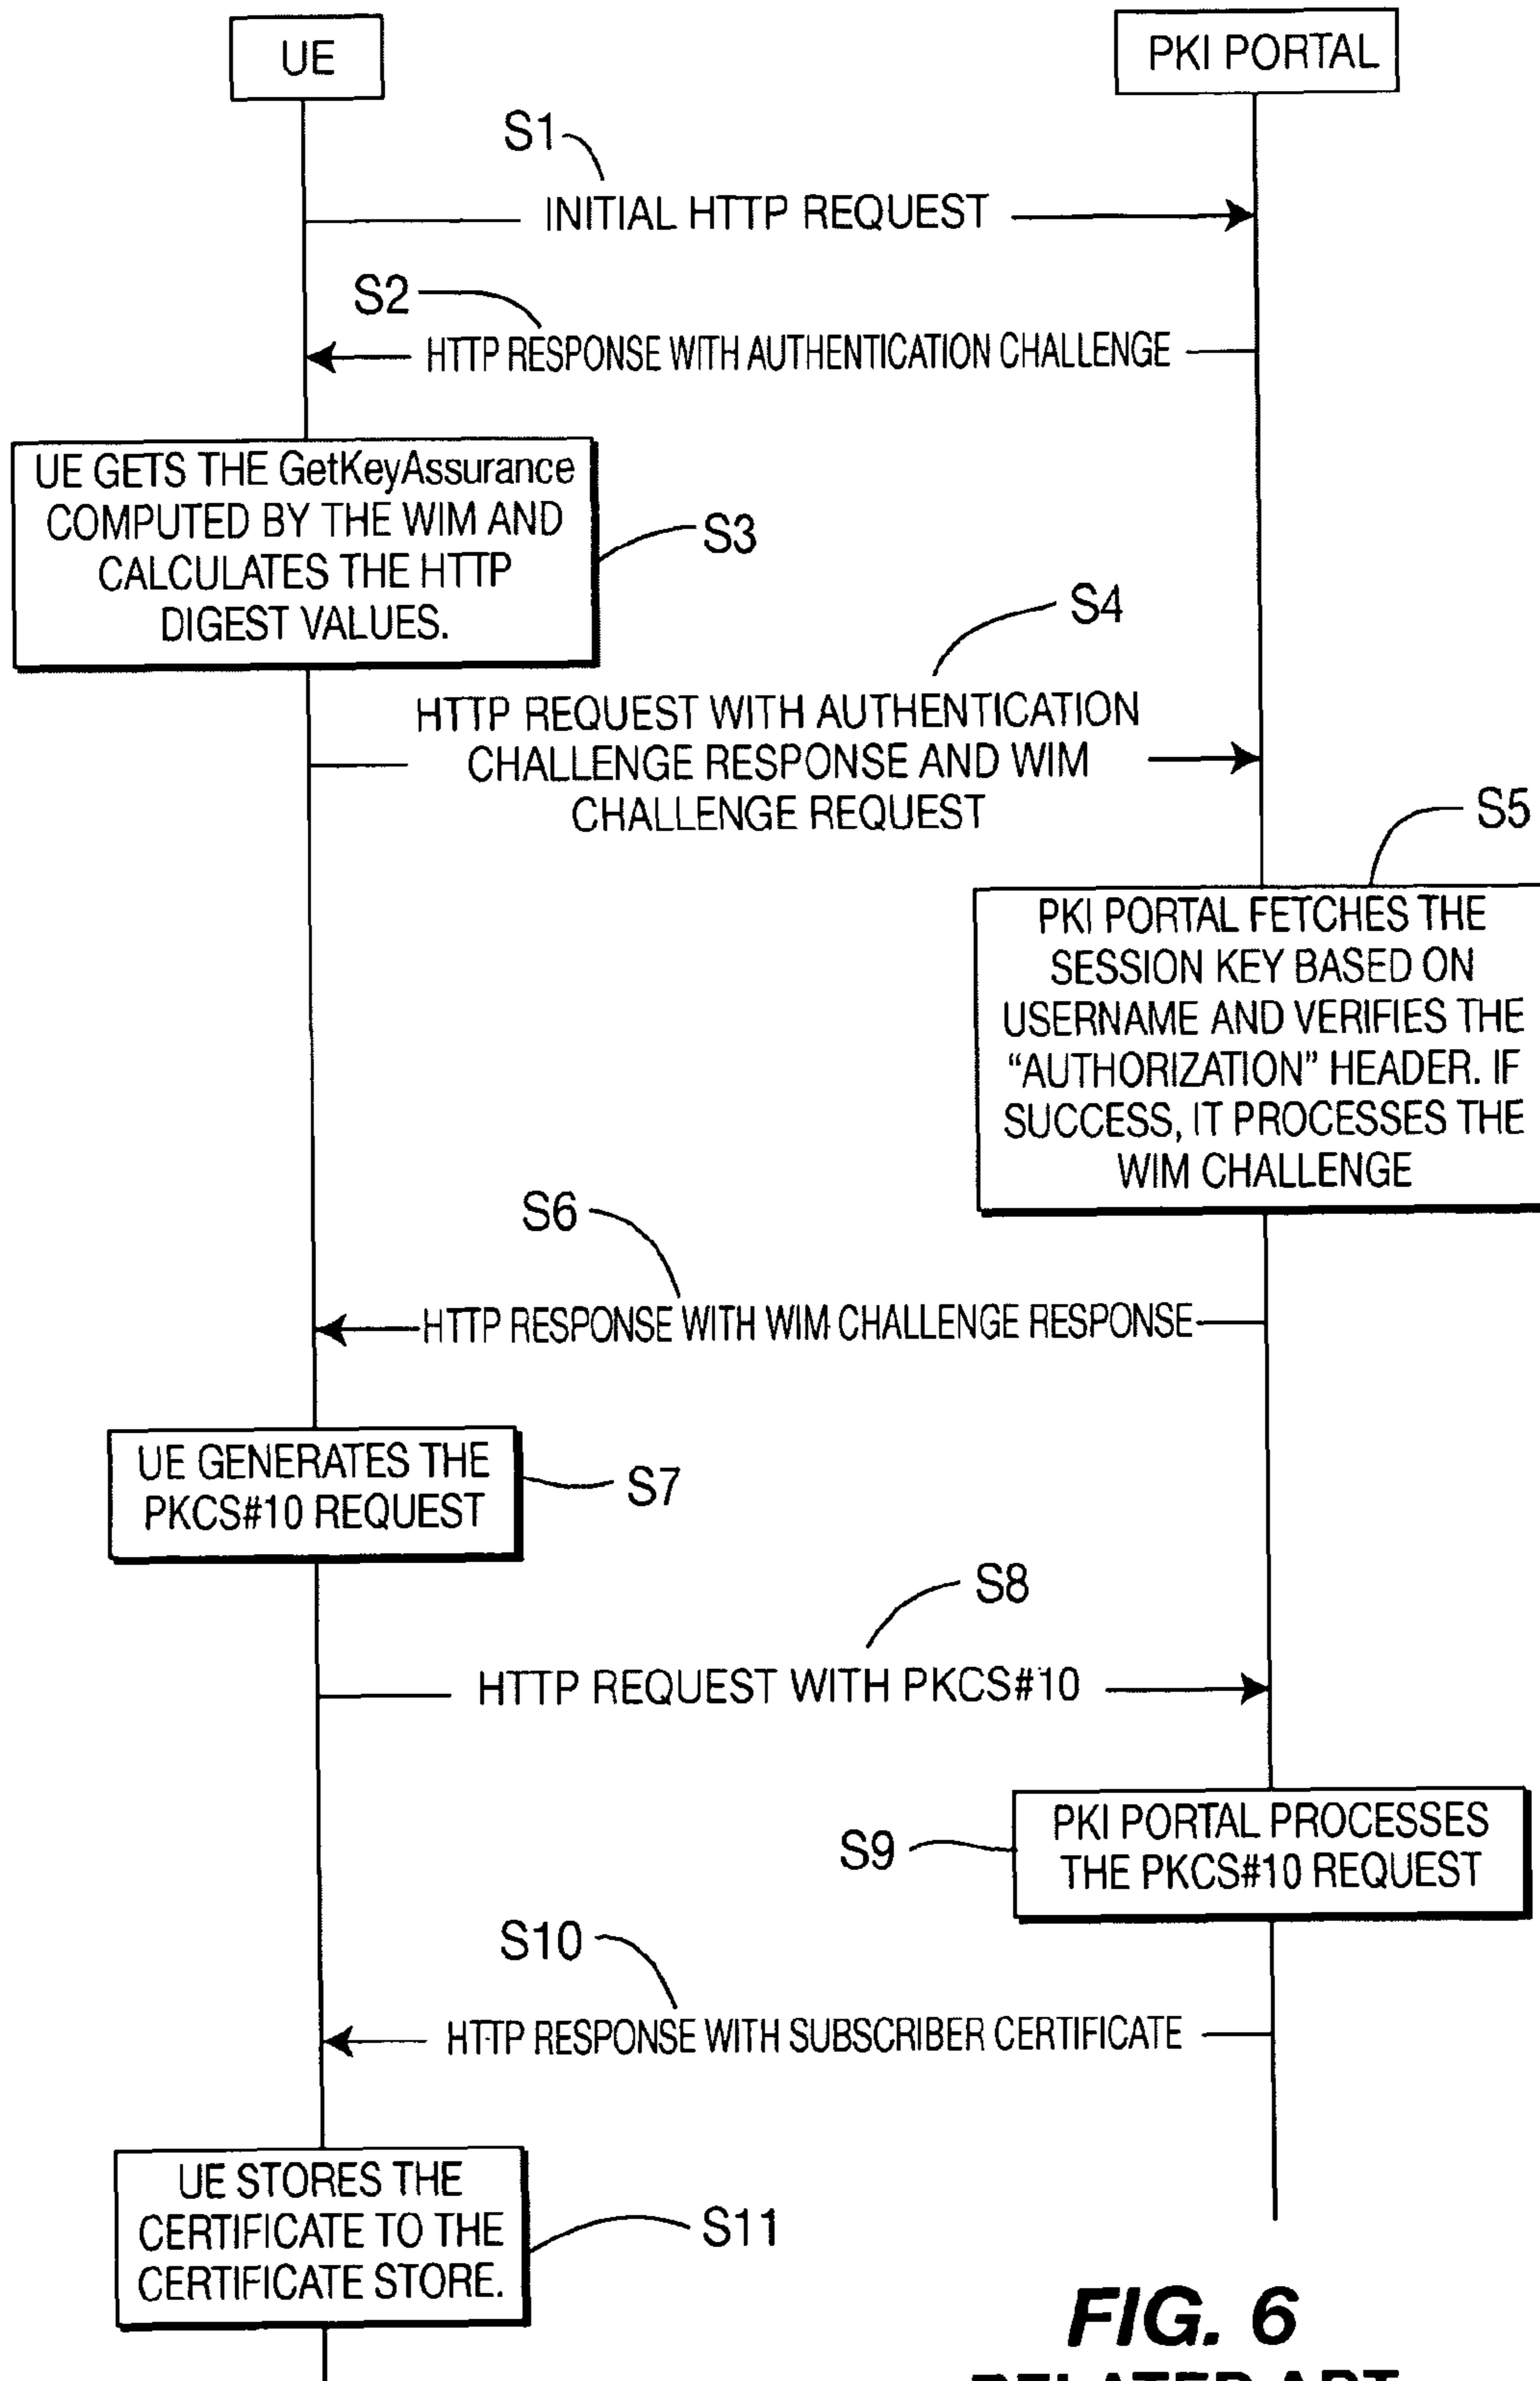 UE
PKI PORTAL
S1
INITIAL HTTP REQUEST
S2
HTTP RESPONSE WITH AUTHENTICATION CHALLENGE
UE GETS THE GetKeyAssurance
COMPUTED BY THE WIM AND
CALCULATES THE HTTP
DIGEST VALUES.
S3
S4
HTTP REQUEST WITH AUTHENTICATION
CHALLENGE RESPONSE AND WIM
CHALLENGE REQUEST
S5
PKI PORTAL FETCHES THE
SESSION KEY BASED ON
USERNAME AND VERIFIES THE
“AUTHORIZATION” HEADER. IF
SUCCESS, IT PROCESSES THE
WIM CHALLENGE
S6
HTTP RESPONSE WITH WIM CHALLENGE RESPONSE
UE GENERATES THE
PKCS#10 REQUEST
S7
S8
HTTP REQUEST WITH PKCS#10
S9
PKI PORTAL PROCESSES
THE PKCS#10 REQUEST
S10
HTTP RESPONSE WITH SUBSCRIBER CERTIFICATE
UE STORES THE
CERTIFICATE TO THE
CERTIFICATE STORE.
S11
FIG. 6
RELATED ART